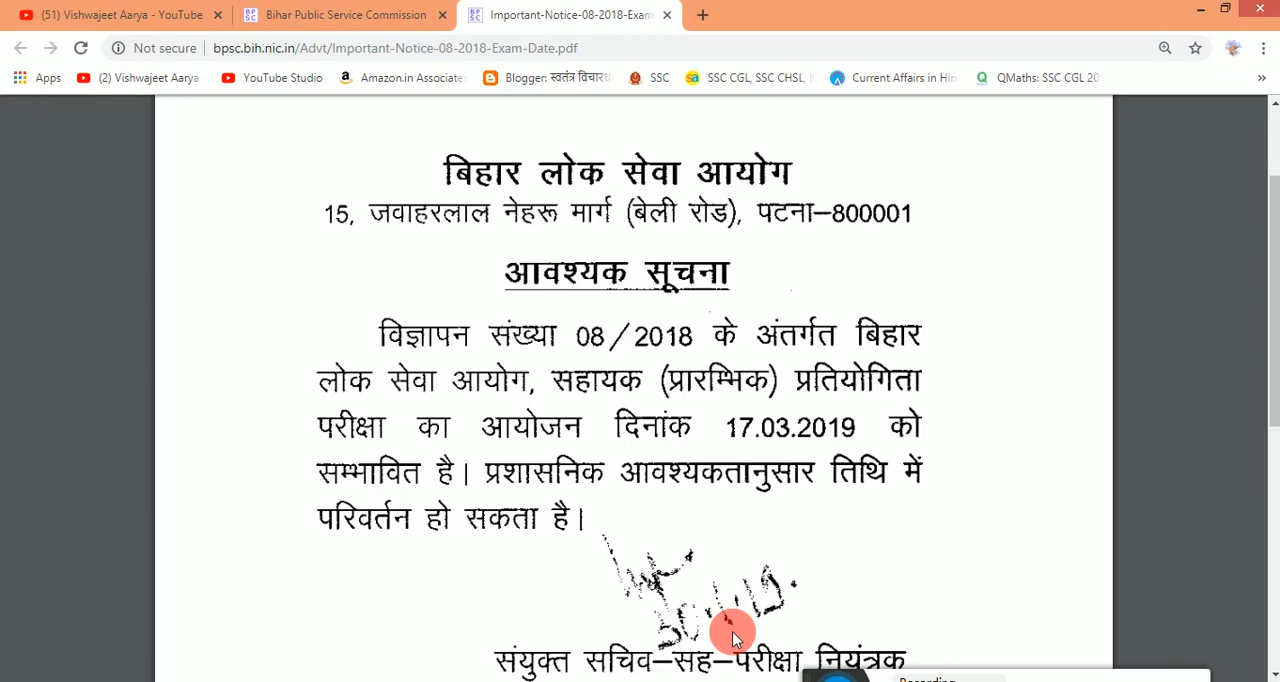 (51) Vishwajeet Aarya - YouTube
Bihar Public Service Commission
Important-Notice-08-2018-Exam
Not secure
bpsc.bih.nic.in/Advt/Important-Notice-08-2018-Exam-Date.pdf
Apps
(2) Vishwajeet Aarya
YouTube Studio
Amazon.in Associate
Blogger: स्वतंत्र विचार
SSC
SSC CGL, SSC CHSL,
Current Affairs in Hin
QMaths: SSC CGL 201
बिहार लोक सेवा आयोग
15, जवाहरलाल नेहरू मार्ग (बेली रोड), पटना–800001
आवश्यक सूचना
विज्ञापन संख्या 08/2018 के अंतर्गत बिहार
लोक सेवा आयोग, सहायक (प्रारम्भिक) प्रतियोगिता
परीक्षा का आयोजन दिनांक 17.03.2019 को
सम्भावित है। प्रशासनिक आवश्यकतानुसार तिथि में
परिवर्तन हो सकता है।
संयुक्त सचिव–सह–परीक्षा नियंत्रक
Recording